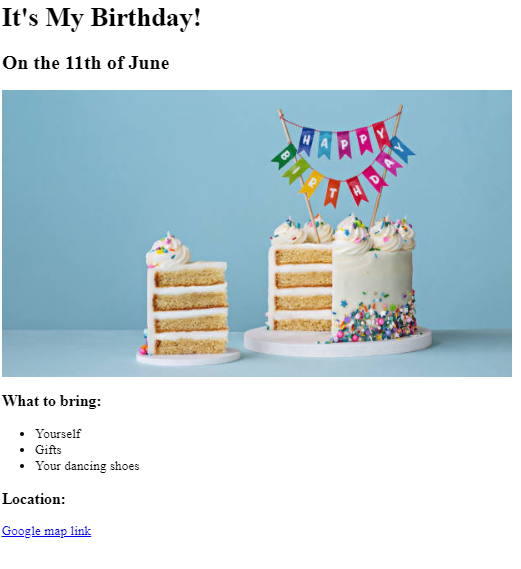 It's My Birthday!
On the 11th of June
HAPPY
BIRTHDAY
What to bring:
Yourself
Gifts
Your dancing shoes
Location:
Google map link